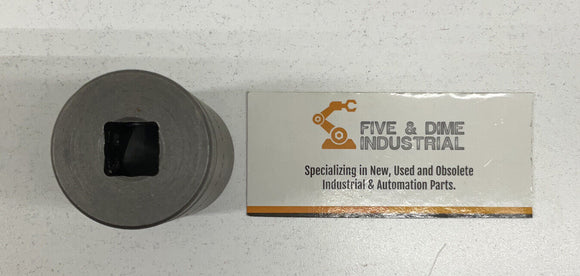 FIVE & DIME
INDUSTRIAL
Specializing in New, Used and Obsolete
Industrial & Automation Parts.